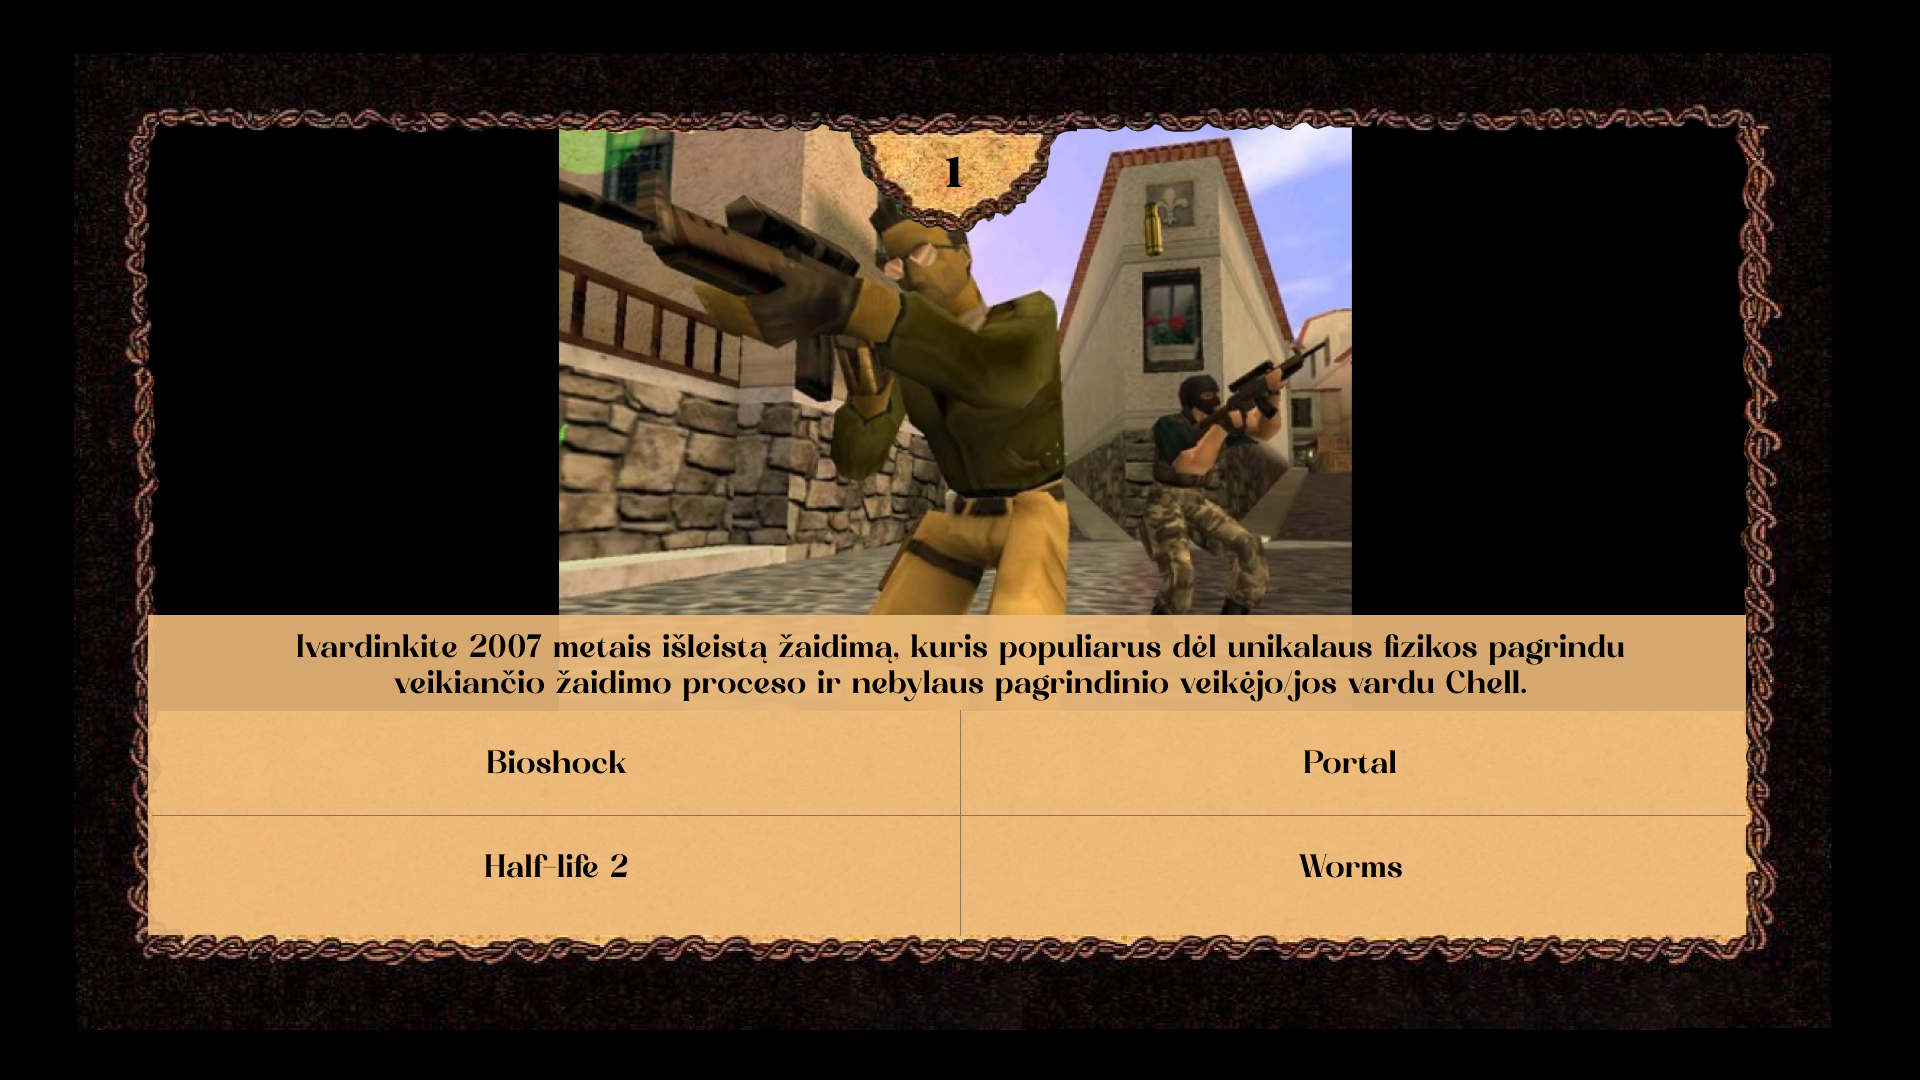 1
Ivardinkite 2007 metais išleistą žaidimą, kuris populiarus dėl unikalaus fizikos pagrindu
veikiančio žaidimo proceso ir nebylaus pagrindinio veikėjo/jos vardu Chell.
Bioshock
Portal
Half-life 2
Worms